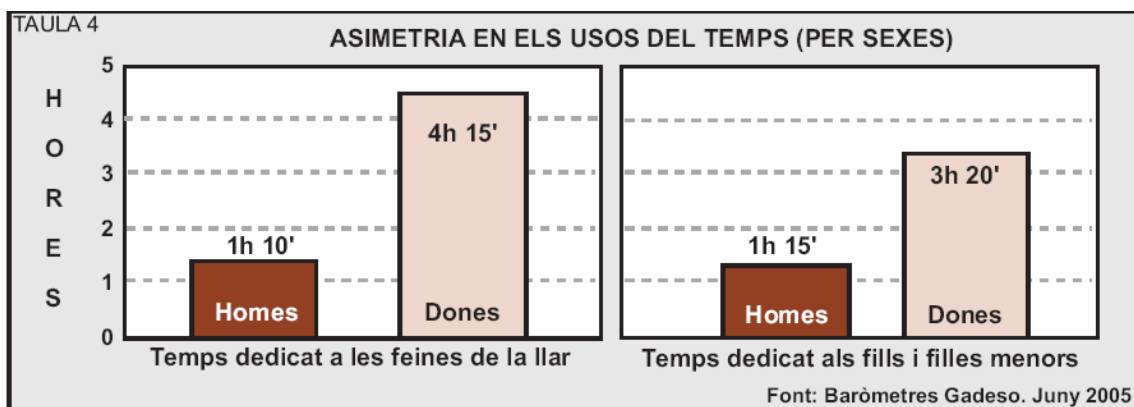 TAULA 4
ASIMETRIA EN ELS USOS DEL TEMPS (PER SEXES)
HORES
5
4
3
2
1
0
1h 10'
Homes
4h 15'
Dones
Temps dedicat a les feines de la llar
1h 15'
Homes
3h 20'
Dones
Temps dedicat als fills i filles menors
Font: Baròmetres Gadeso. Juny 2005